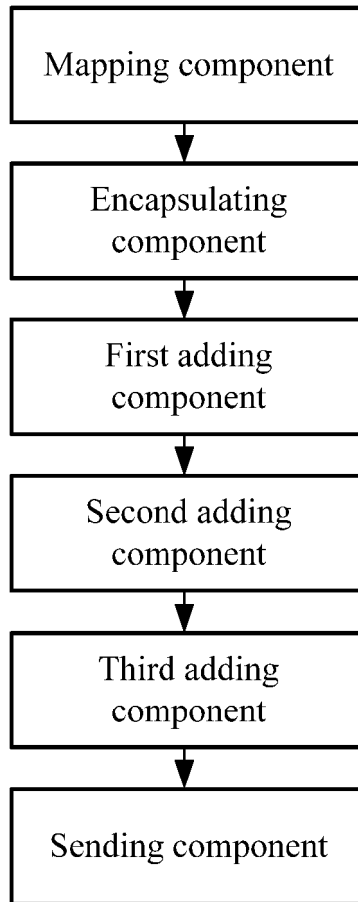 Mapping component
Encapsulating
component
First adding
component
Second adding
component
Third adding
component
Sending component